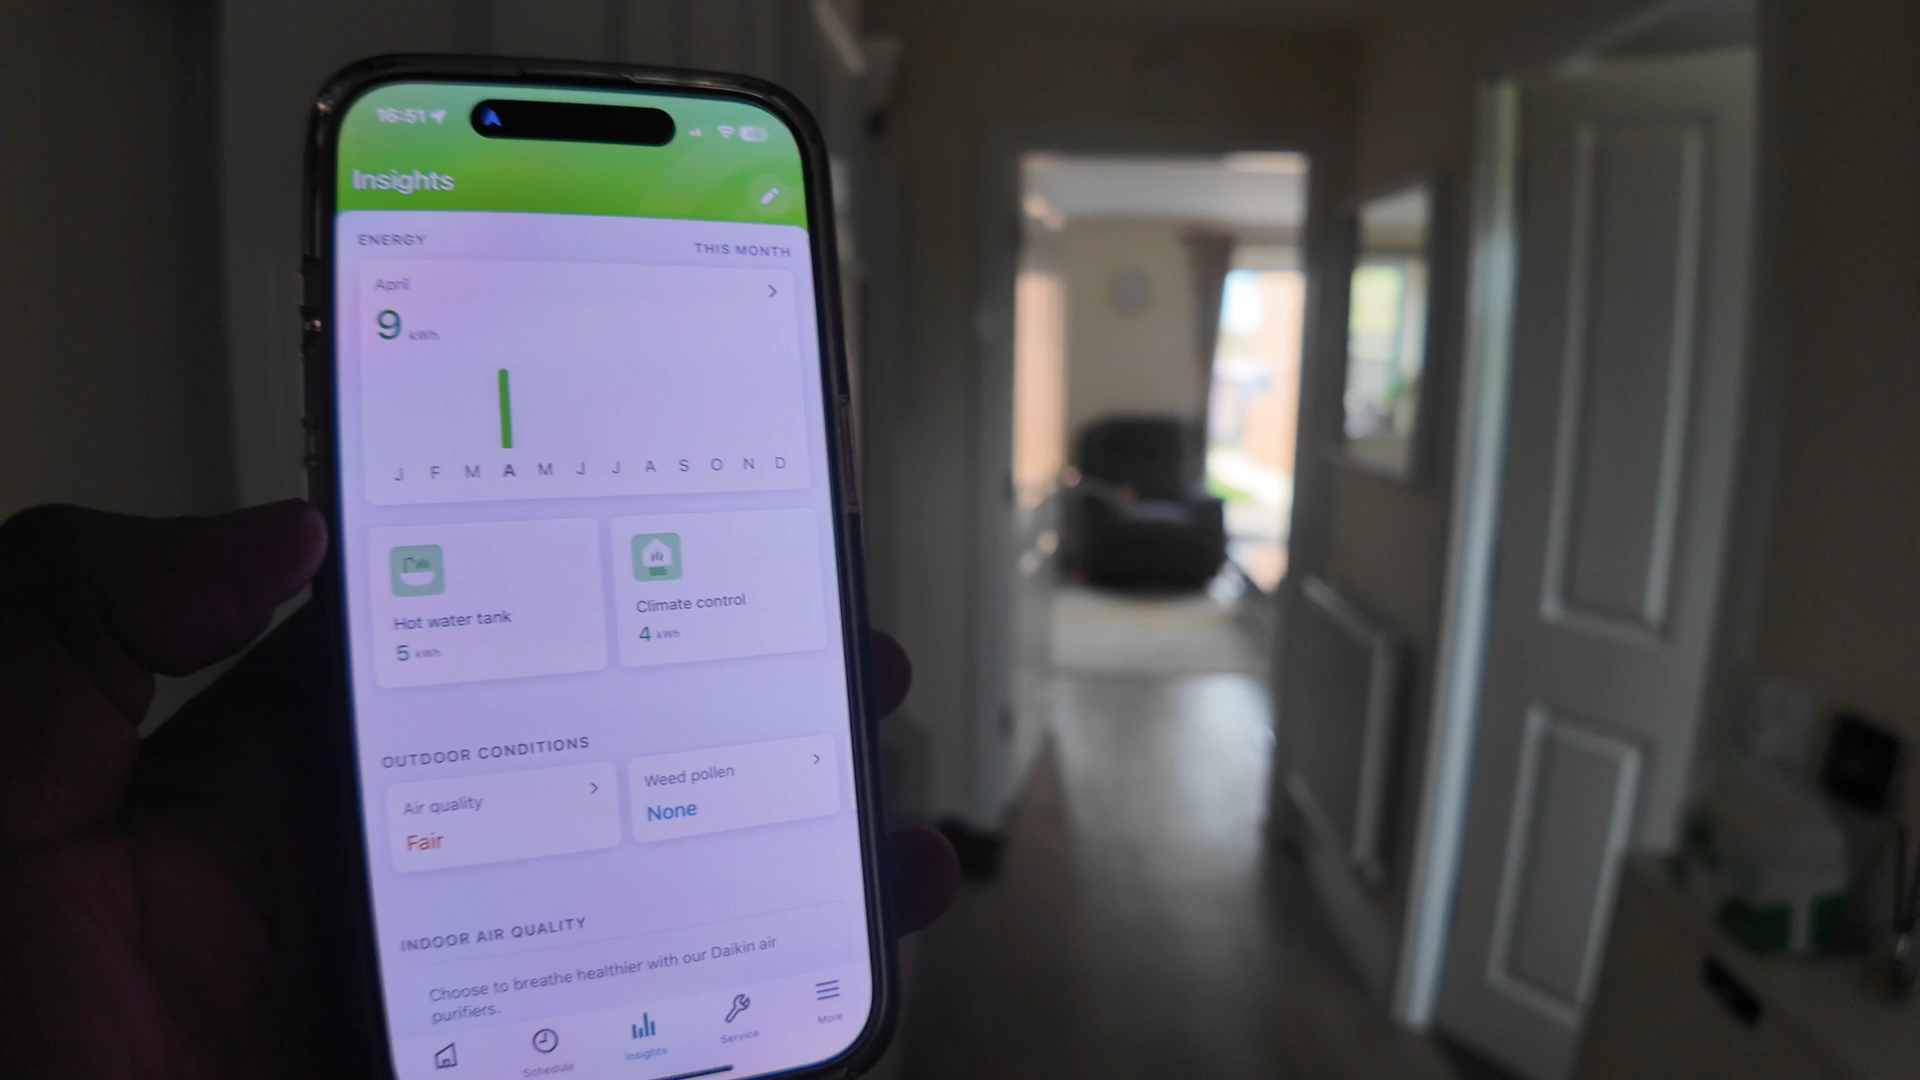 16:51
Insights
ENERGY THIS MONTH
April
9 kWh
J F M A M J J A S O N D
Hot water tank
5 kWh
Climate control
4 kWh
OUTDOOR CONDITIONS
Air quality
Fair
Weed pollen
None
INDOOR AIR QUALITY
Choose to breathe healthier with our Daikin air
purifiers.
Schedule Insights Service More